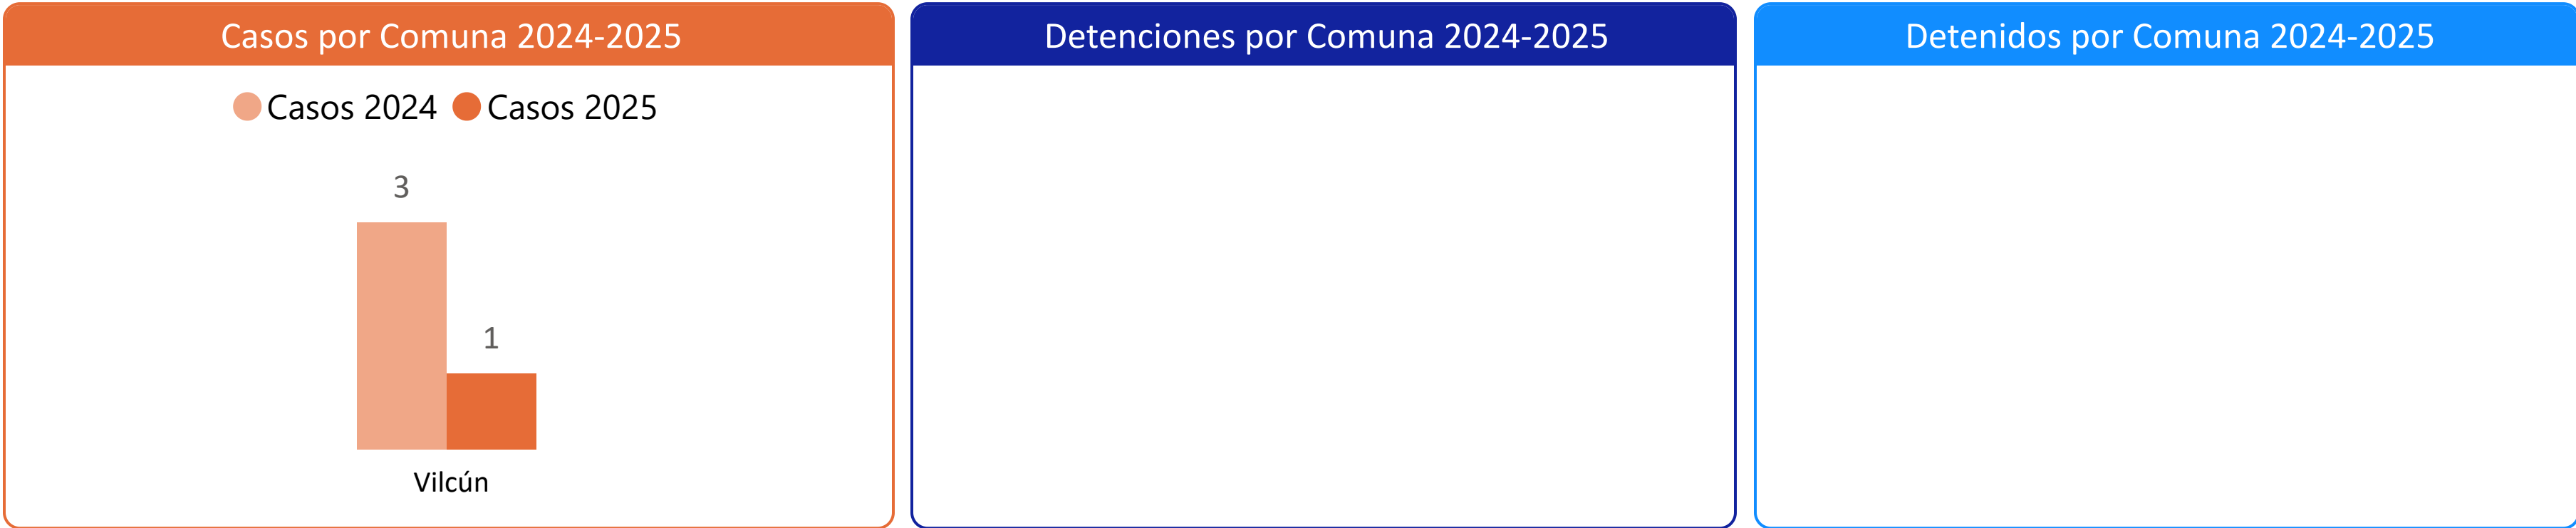 Casos por Comuna 2024-2025
Casos 2024 Casos 2025
3
1
Vilcún
Detenciones por Comuna 2024-2025
Detenidos por Comuna 2024-2025